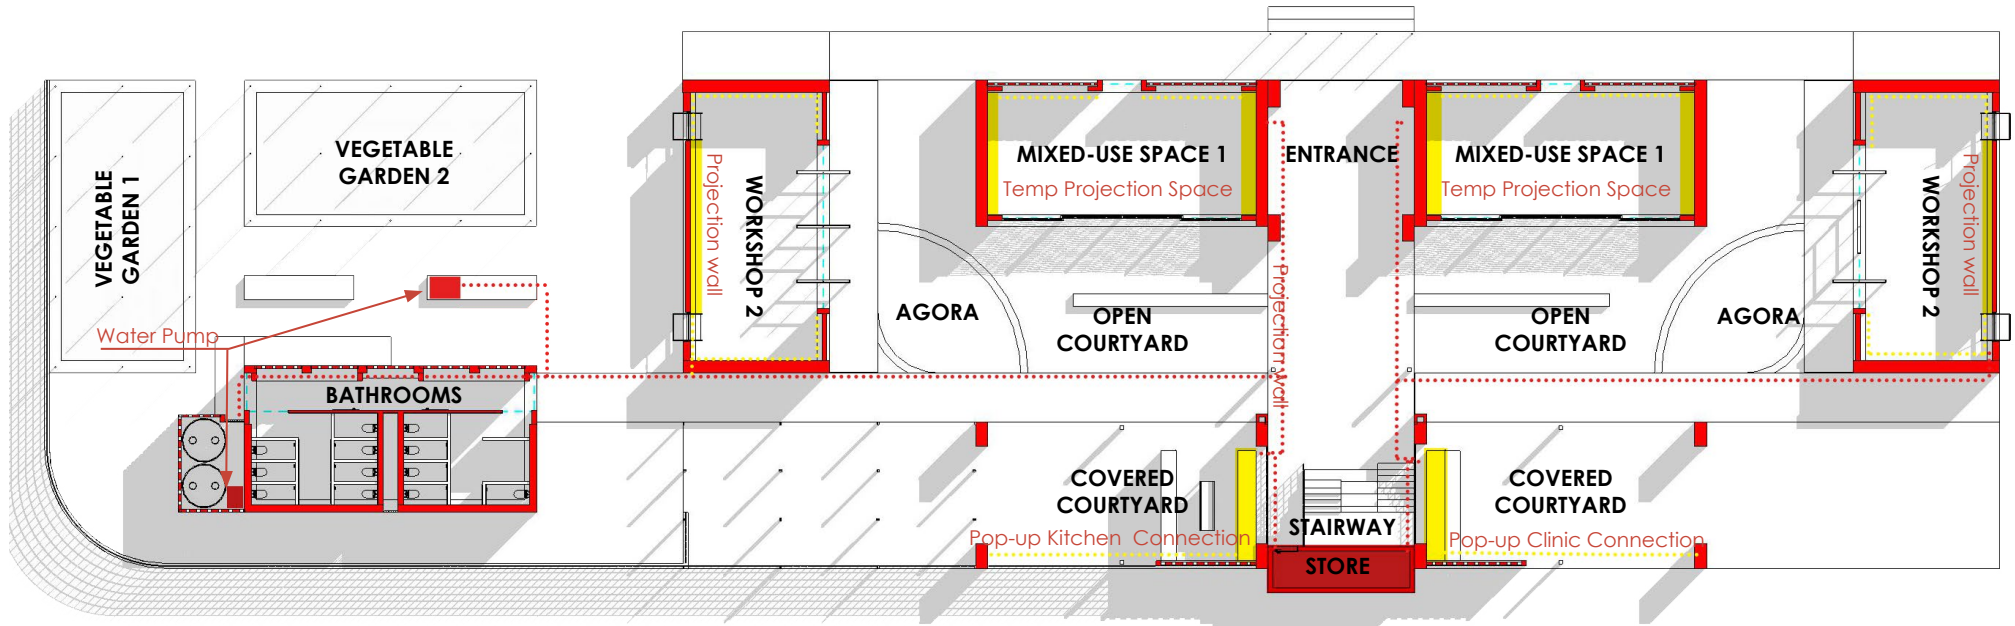 VEGETABLE
GARDEN 1
VEGETABLE
GARDEN 2
Water Pump
BATHROOMS
Projection wall
WORKSHOP 2
AGORA
MIXED-USE SPACE 1
Temp Projection Space
OPEN
COURTYARD
ENTRANCE
Projection wall
MIXED-USE SPACE 1
Temp Projection Space
OPEN
COURTYARD
AGORA
WORKSHOP 2
Projection wall
COVERED
COURTYARD
Pop-up Kitchen Connection
STAIRWAY
STORE
COVERED
COURTYARD
Pop-up Clinic Connection